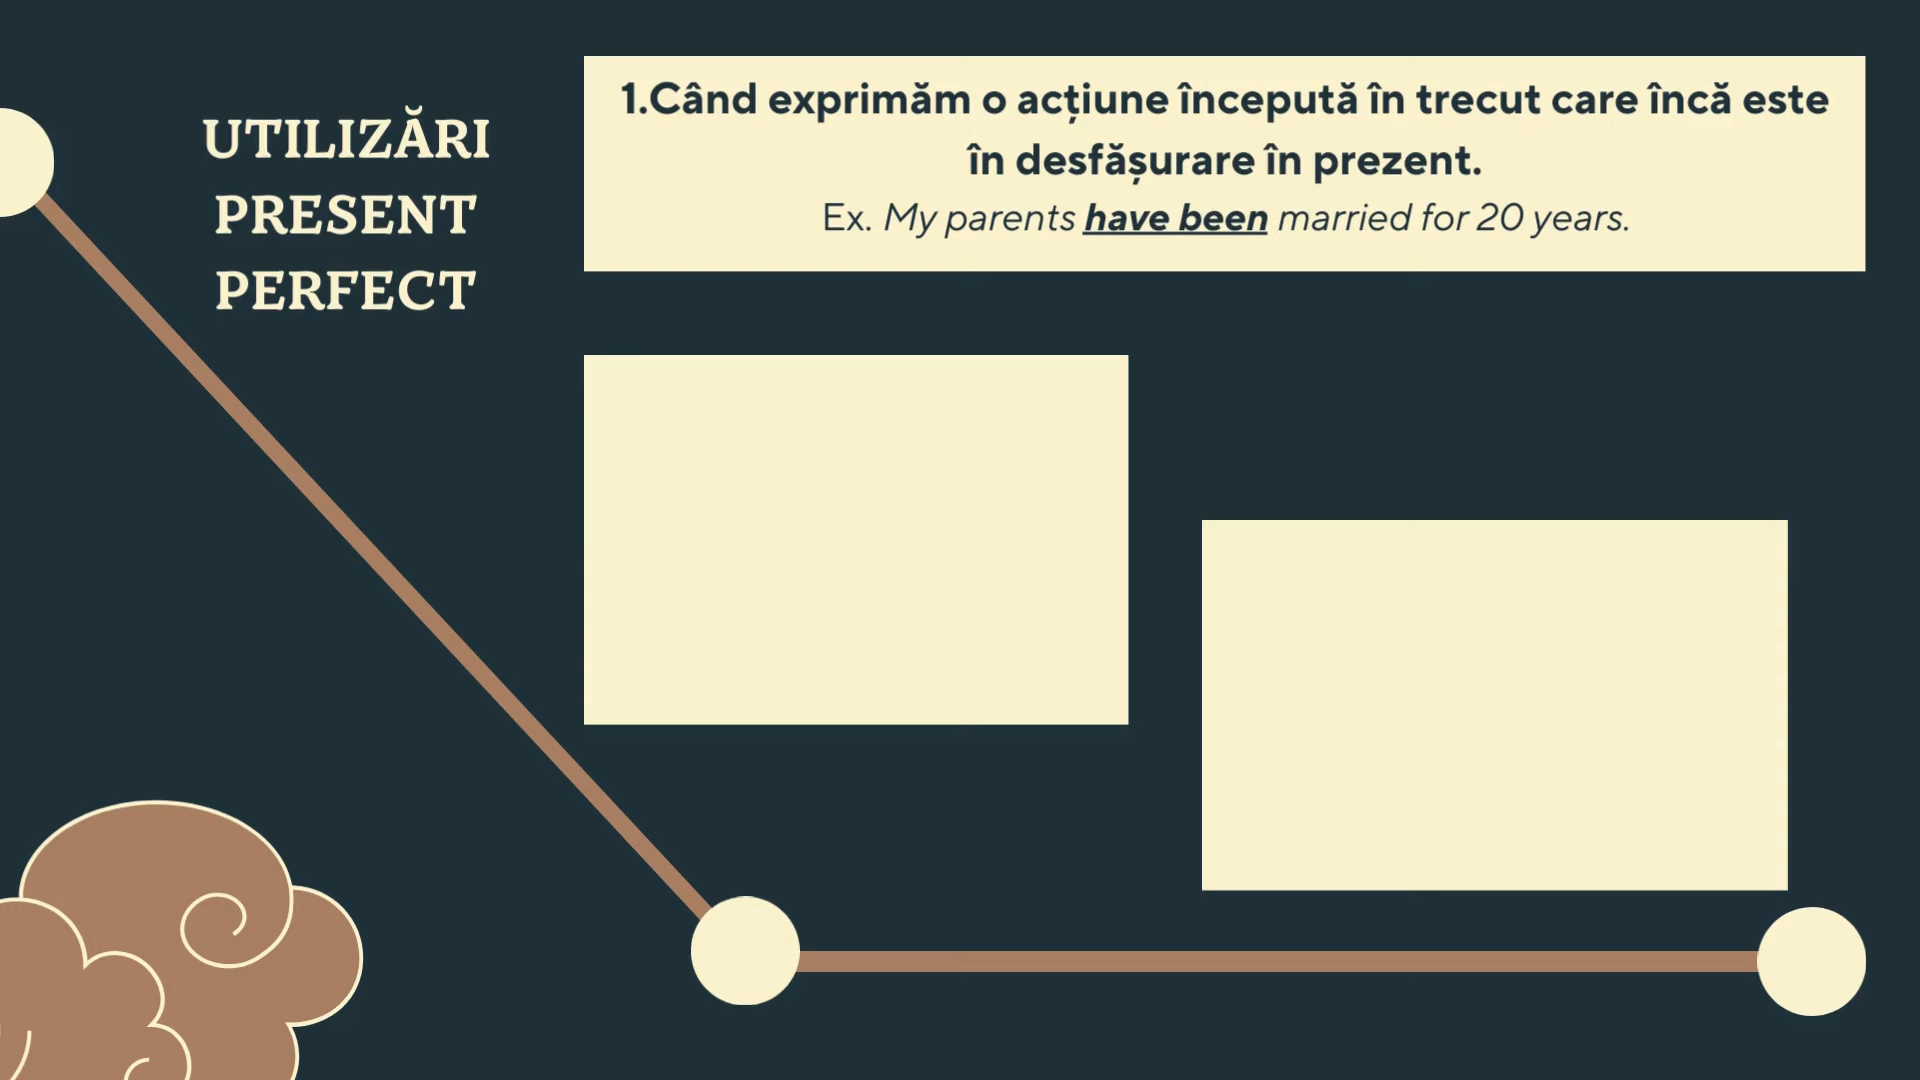 UTILIZĂRI
PRESENT
PERFECT
1.Când exprimăm o acțiune începută în trecut care încă este
în desfășurare în prezent.
Ex. My parents have been married for 20 years.